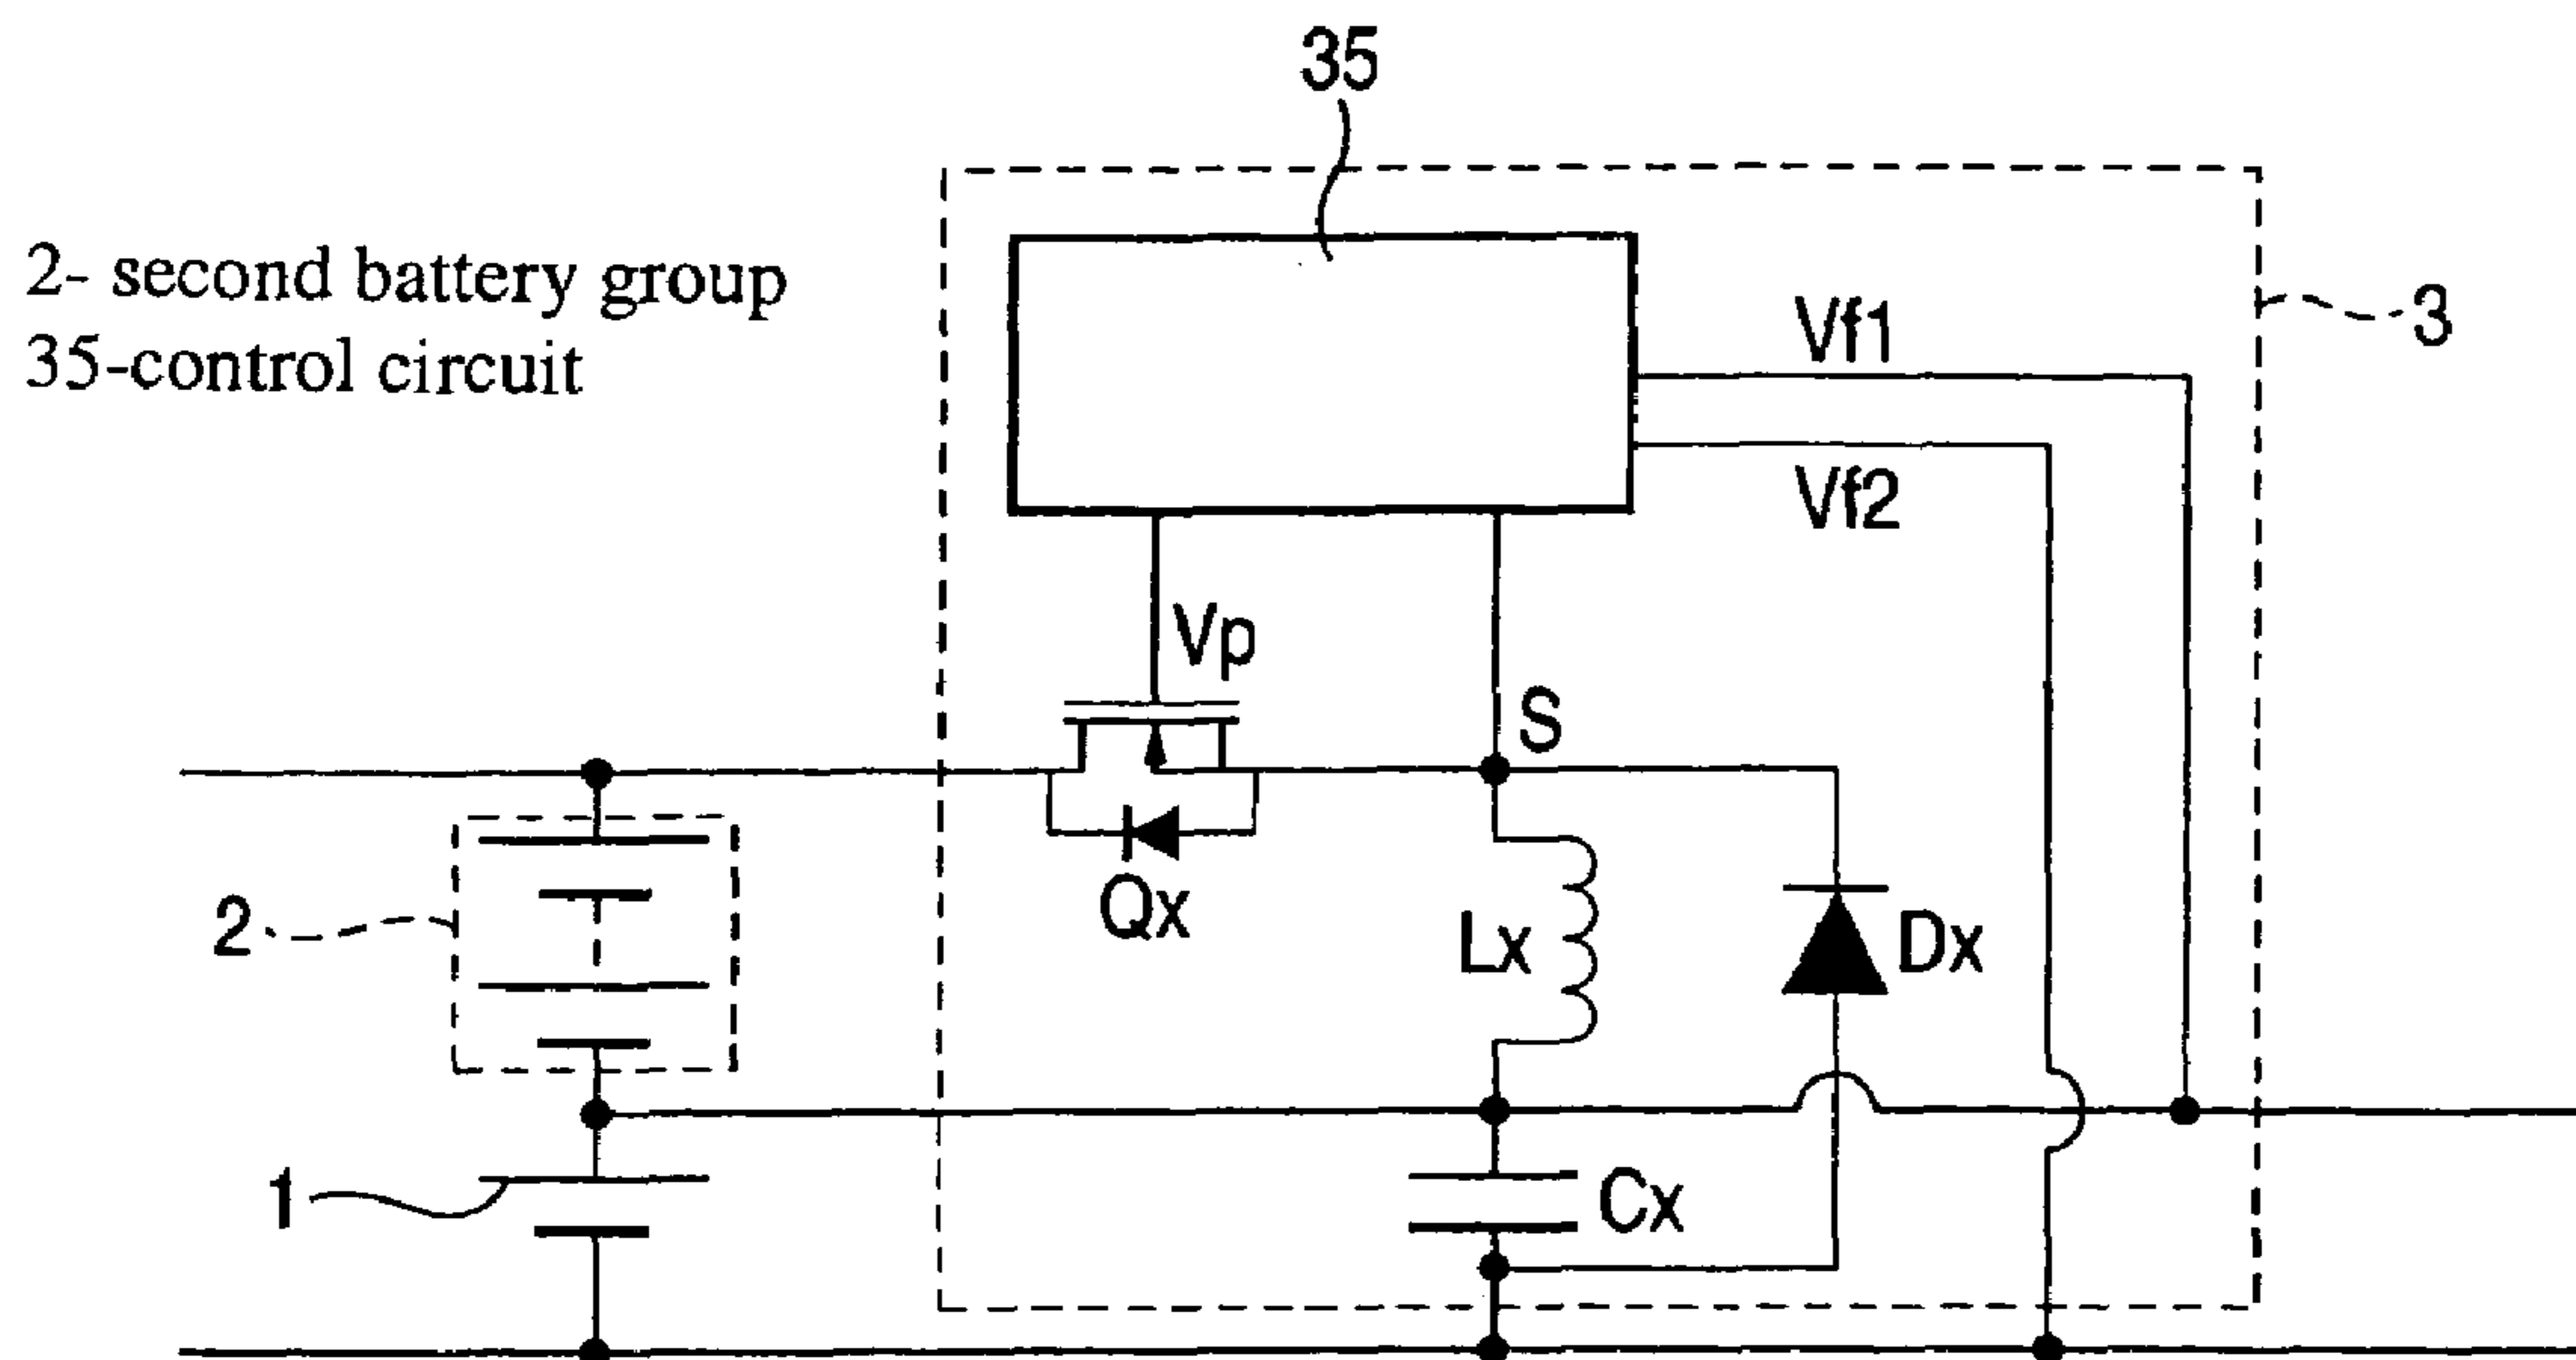 35
2- second battery group
35-control circuit
Vf1
3
Vf2
Vp
S
2
Qx
Lx
Dx
1
Cx